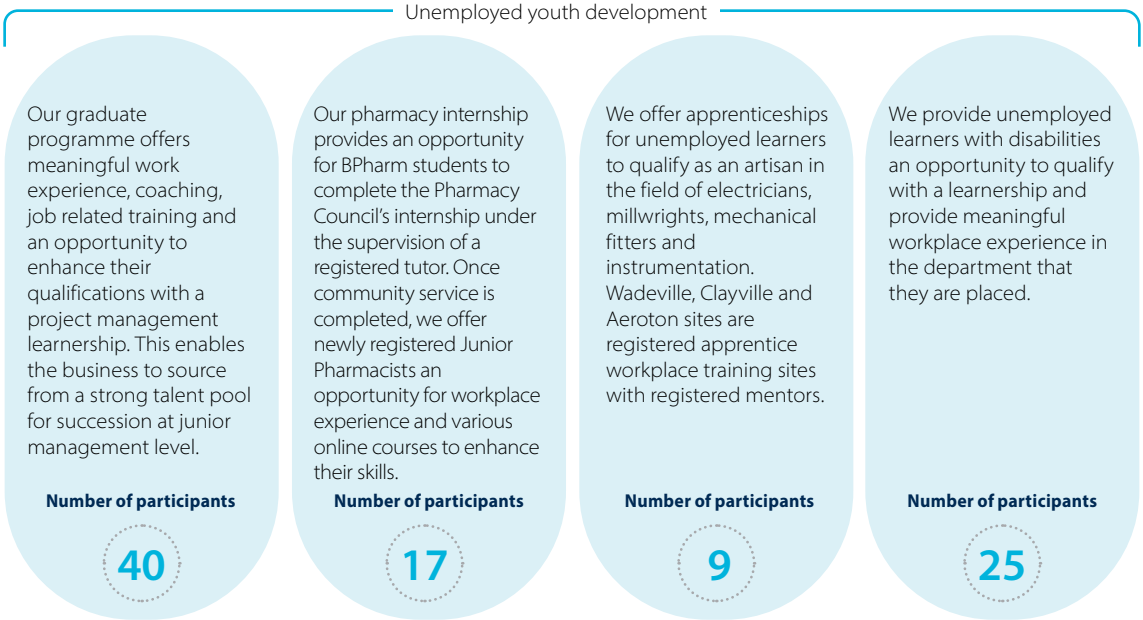 Unemployed youth development
Our graduate
programme offers
meaningful work
experience, coaching,
job related training and
an opportunity to
enhance their
qualifications with a
project management
learnership. This enables
the business to source
from a strong talent pool
for succession at junior
management level.
Number of participants
40
Our pharmacy internship
provides an opportunity
for BPharm students to
complete the Pharmacy
Council’s internship under
the supervision of a
registered tutor. Once
community service is
completed, we offer
newly registered Junior
Pharmacists an
opportunity for workplace
experience and various
online courses to enhance
their skills.
Number of participants
17
We offer apprenticeships
for unemployed learners
to qualify as an artisan in
the field of electricians,
millwrights, mechanical
fitters and
instrumentation.
Wadeville, Clayville and
Aeroton sites are
registered apprentice
workplace training sites
with registered mentors.
Number of participants
9
We provide unemployed
learners with disabilities
an opportunity to qualify
with a learnership and
provide meaningful
workplace experience in
the department that
they are placed.
Number of participants
25